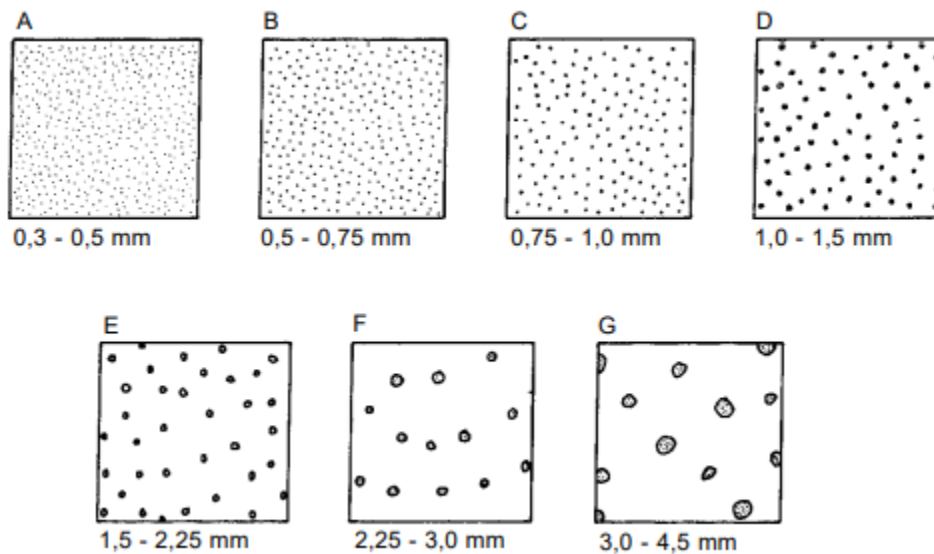 A B C D
0,3 - 0,5 mm 0,5 - 0,75 mm 0,75 - 1,0 mm 1,0 - 1,5 mm
E F G
1,5 - 2,25 mm 2,25 - 3,0 mm 3,0 - 4,5 mm